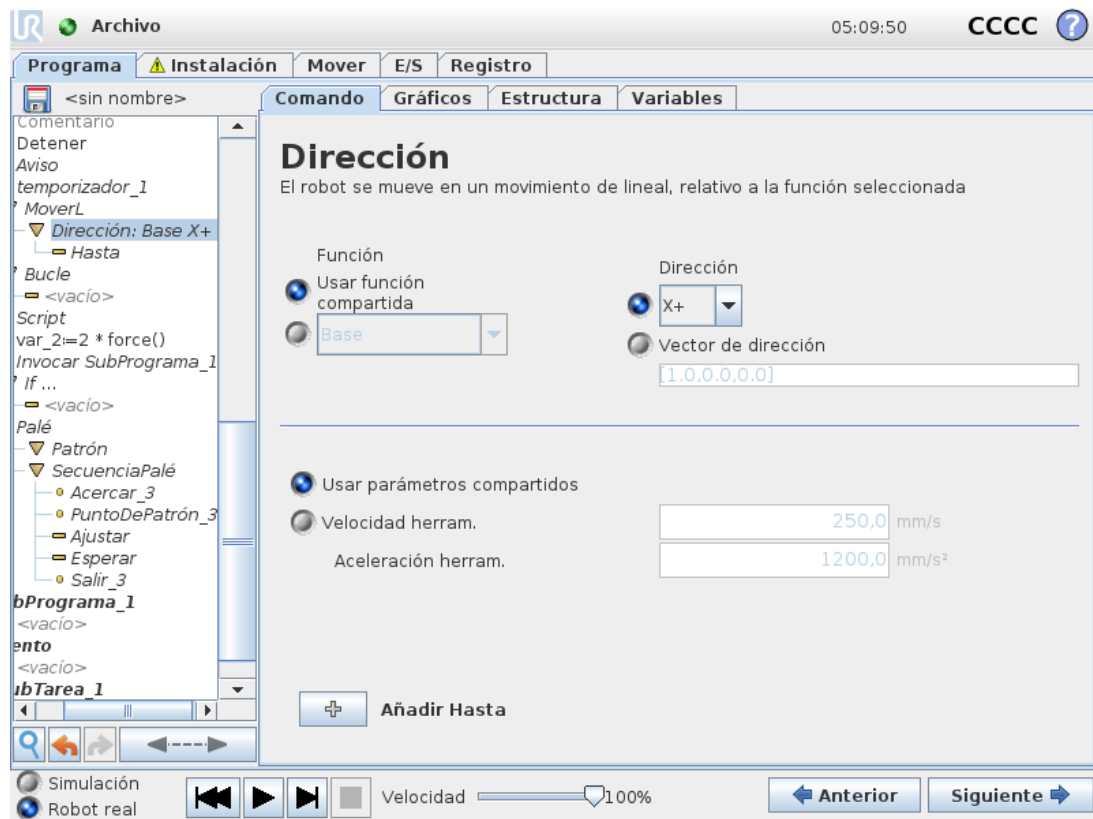 UR
Archivo
05:09:50
CCCC
?
Programa
Instalación
Mover
E/S
Registro
<sin nombre>
Comando
Gráficos
Estructura
Variables
Comentario
Detener
Aviso
temporizador_1
MoverL
Dirección: Base X+
Hasta
Bucle
<vacío>
Script
var_2:=2 * force()
Invocar SubPrograma_1
If ...
<vacío>
Palé
Patrón
SecuenciaPalé
Acercar_3
PuntoDePatrón_3
Ajustar
Esperar
Salir_3
bPrograma_1
<vacío>
ento
<vacío>
ubTarea_1
Dirección
El robot se mueve en un movimiento de lineal, relativo a la función seleccionada
Función
Usar función
compartida
Base
Dirección
X+
Vector de dirección
[1.0,0.0,0.0]
Usar parámetros compartidos
Velocidad herram.
250,0 mm/s
Aceleración herram.
1200,0 mm/s²
Añadir Hasta
Simulación
Robot real
Velocidad
100%
Anterior
Siguiente